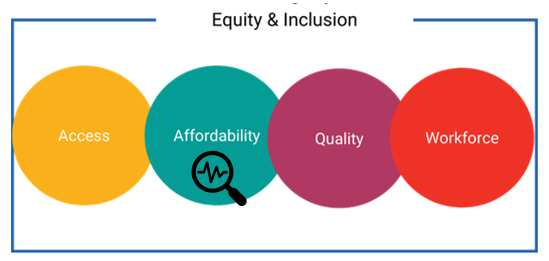 Equity & Inclusion
Access
Affordability
Quality
Workforce